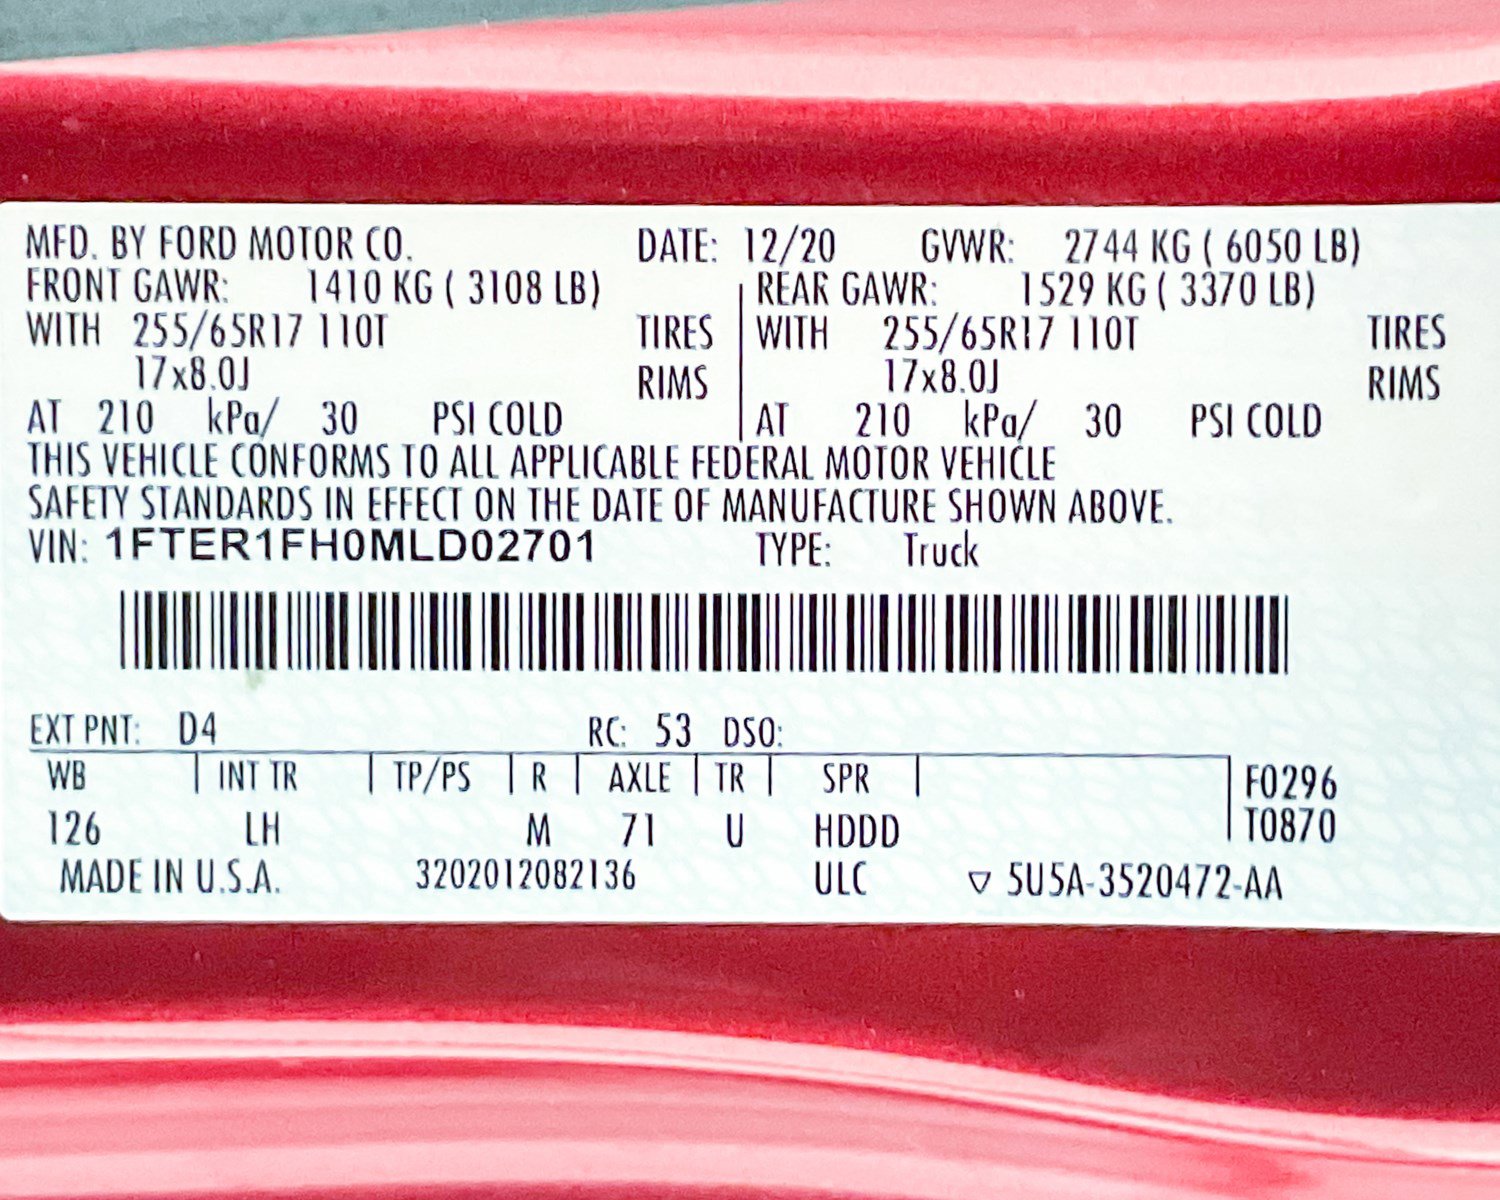 MFD. BY FORD MOTOR CO. DATE: 12/20 GVWR: 2744 KG ( 6050 LB)
FRONT GAWR: 1410 KG ( 3108 LB) REAR GAWR: 1529 KG ( 3370 LB)
WITH 255/65R17 110T TIRES WITH 255/65R17 110T TIRES
17x8.0J RIMS 17x8.0J RIMS
AT 210 kPa/ 30 PSI COLD AT 210 kPa/ 30 PSI COLD
THIS VEHICLE CONFORMS TO ALL APPLICABLE FEDERAL MOTOR VEHICLE
SAFETY STANDARDS IN EFFECT ON THE DATE OF MANUFACTURE SHOWN ABOVE.
VIN: 1FTER1FH0MLD02701 TYPE: Truck
EXT PNT: D4 RC: 53 DSO:
WB INT TR TP/PS R AXLE TR SPR F0296
126 LH M 71 U HDDD T0870
MADE IN U.S.A. 3202012082136 ULC ▽ 5U5A-3520472-AA